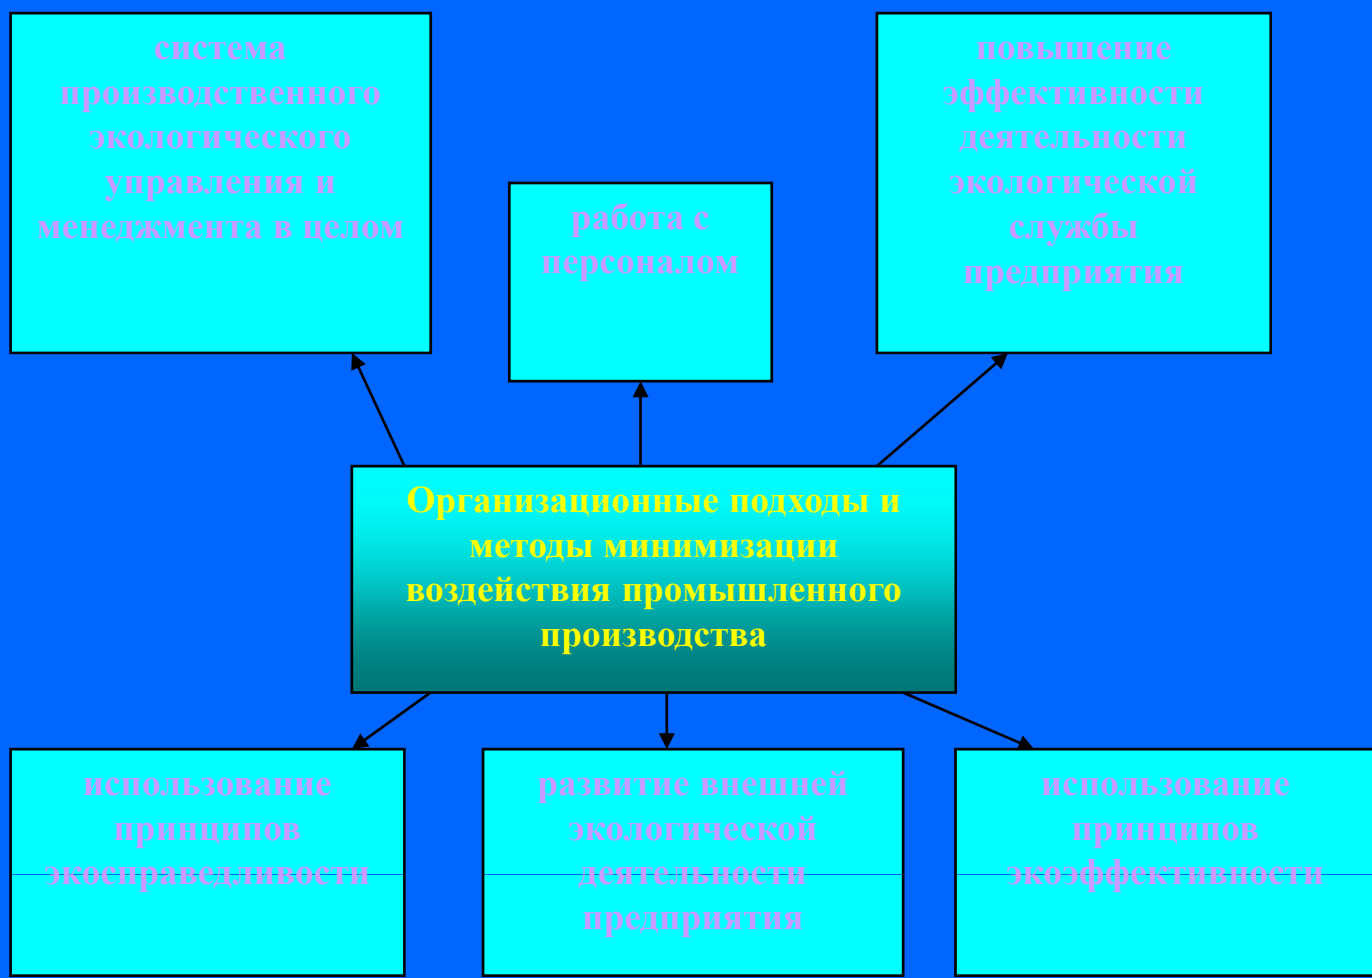 система
производственного
экологического
управления и
менеджмента в целом
работа с
персоналом
повышение
эффективности
деятельности
экологической
службы
предприятия
Организационные подходы и
методы минимизации
воздействия промышленного
производства
использование
принципов
экосправедливости
развитие внешней
экологической
деятельности
предприятия
использование
принципов
экоэффективности